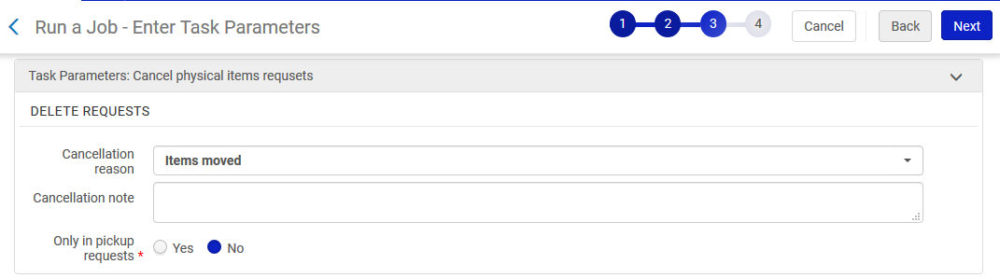 Run a Job - Enter Task Parameters
1 2 3 4
Cancel
Back
Next
Task Parameters: Cancel physical items requsets
DELETE REQUESTS
Cancellation
reason
Items moved
Cancellation note
Only in pickup
requests *
Yes
No